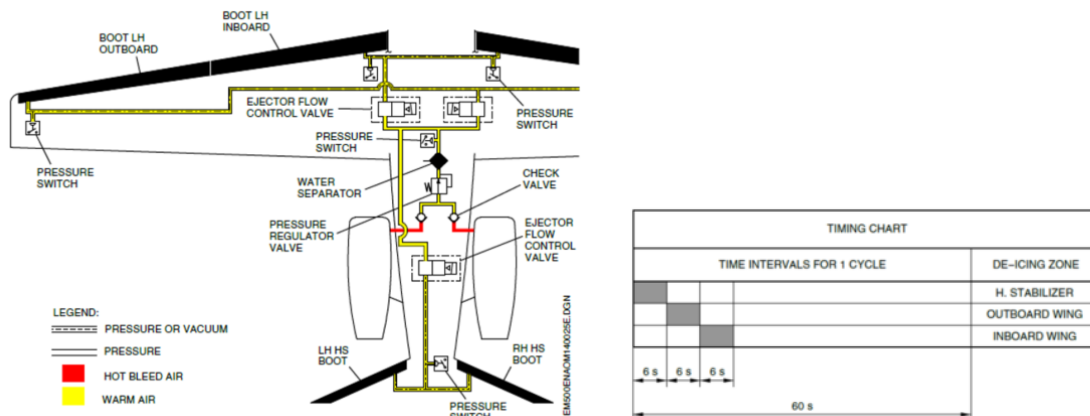 BOOT LH
INBOARD
BOOT LH
OUTBOARD
EJECTOR FLOW
CONTROL VALVE
PRESSURE
SWITCH
PRESSURE
SWITCH
PRESSURE
SWITCH
WATER
SEPARATOR
CHECK
VALVE
PRESSURE
REGULATOR
VALVE
EJECTOR
FLOW
CONTROL
VALVE
LEGEND:
PRESSURE OR VACUUM
PRESSURE
HOT BLEED AIR
WARM AIR
LH HS
BOOT
RH HS
BOOT
PRESSURE
SWITCH
EM500ENAOM140025E.DGN
TIMING CHART
TIME INTERVALS FOR 1 CYCLE
DE-ICING ZONE
H. STABILIZER
OUTBOARD WING
INBOARD WING
6 s 6 s 6 s
60 s